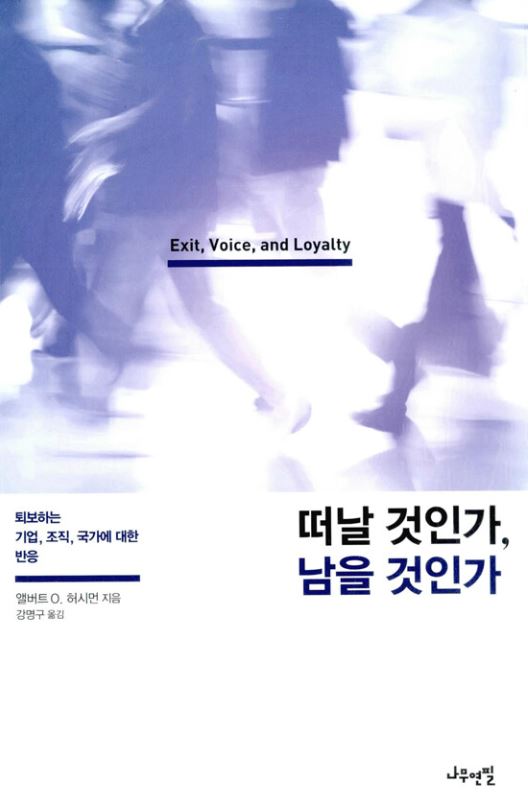 Exit, Voice, and Loyalty
퇴보하는
기업, 조직, 국가에 대한
반응
앨버트 O. 허시먼 지음
강명구 옮김
떠날 것인가,
남을 것인가
나무연필